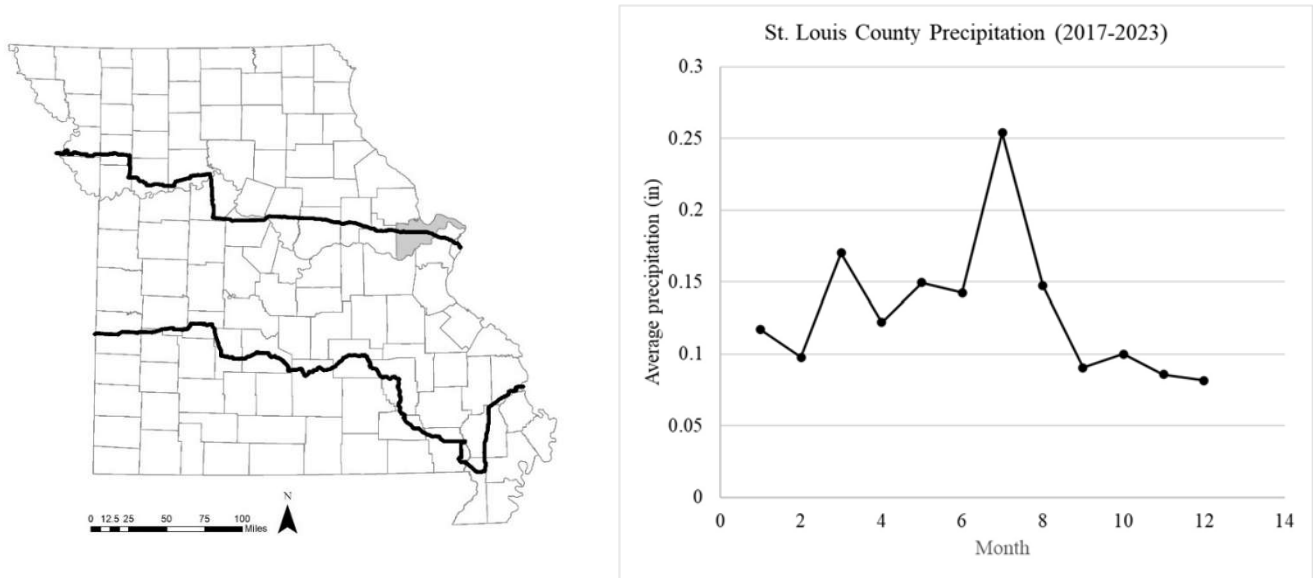 N
0 12.5 25 50 75 100
Miles
St. Louis County Precipitation (2017-2023)
0.3
0.25
0.2
0.15
0.1
0.05
0
Average precipitation (in)
0 2 4 6 8 10 12 14
Month